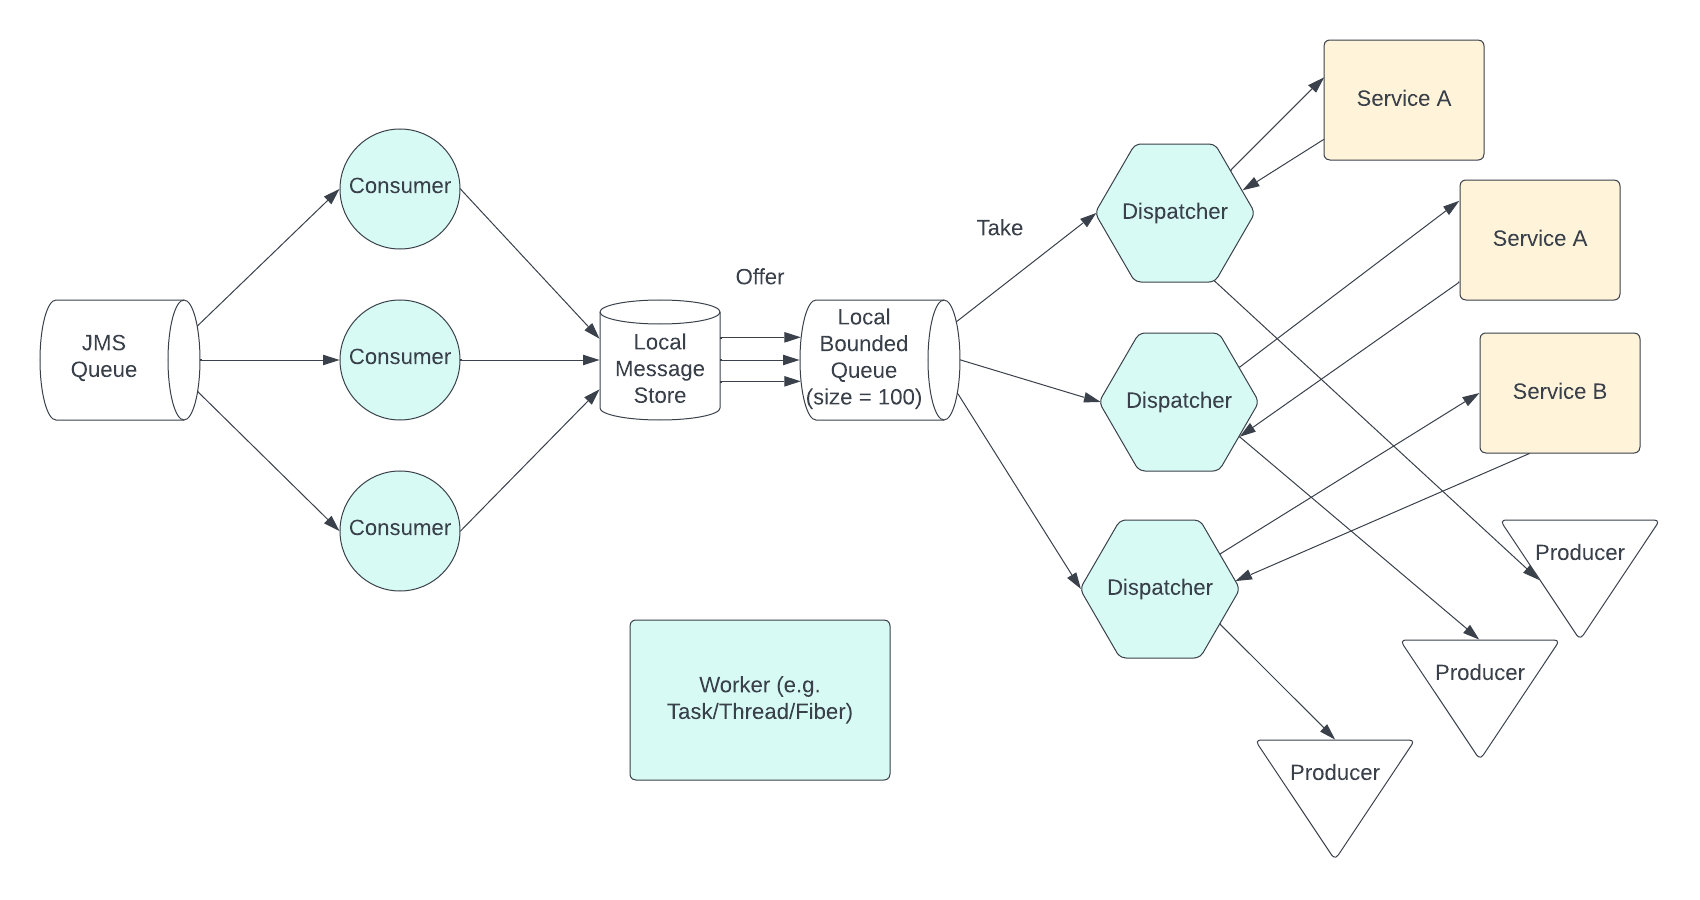 JMS
Queue
Consumer
Consumer
Consumer
Local
Message
Store
Offer
Local
Bounded
Queue
(size = 100)
Take
Dispatcher
Dispatcher
Dispatcher
Service A
Service A
Service B
Producer
Producer
Producer
Worker (e.g.
Task/Thread/Fiber)